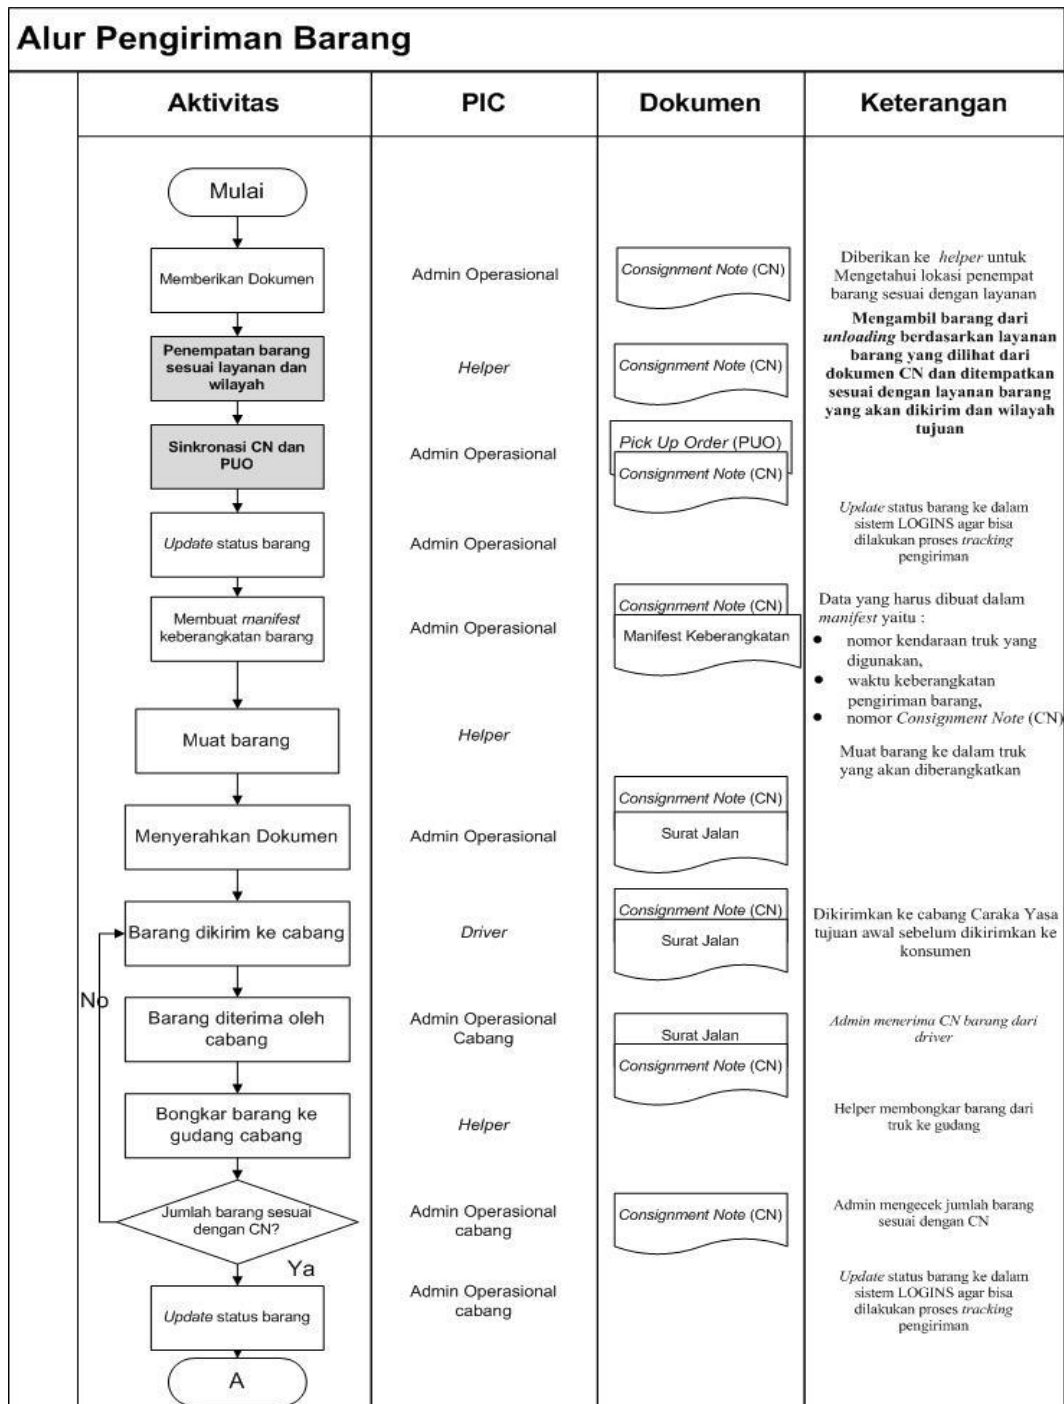 Alur Pengiriman Barang
Aktivitas
PIC
Dokumen
Keterangan
Mulai
Memberikan Dokumen
Admin Operasional
Consignment Note (CN)
Diberikan ke helper untuk
Mengetahui lokasi penempat
barang sesuai dengan layanan
Penempatan barang
sesuai layanan dan
wilayah
Helper
Consignment Note (CN)
Mengambil barang dari
unloading berdasarkan layanan
barang yang dilihat dari
dokumen CN dan ditempatkan
sesuai dengan layanan barang
yang akan dikirim dan wilayah
tujuan
Sinkronasi CN dan
PUO
Admin Operasional
Pick Up Order (PUO)
Consignment Note (CN)
Update status barang
Admin Operasional
Update status barang ke dalam
sistem LOGINS agar bisa
dilakukan proses tracking
pengiriman
Membuat manifest
keberangkatan barang
Admin Operasional
Consignment Note (CN)
Manifest Keberangkatan
Data yang harus dibuat dalam
manifest yaitu :
● nomor kendaraan truk yang
digunakan,
● waktu keberangkatan
pengiriman barang,
● nomor Consignment Note (CN)
Muat barang
Helper
Muat barang ke dalam truk
yang akan diberangkatkan
Menyerahkan Dokumen
Admin Operasional
Consignment Note (CN)
Surat Jalan
Barang dikirim ke cabang
Driver
Consignment Note (CN)
Surat Jalan
Dikirimkan ke cabang Caraka Yasa
tujuan awal sebelum dikirimkan ke
konsumen
No
Barang diterima oleh
cabang
Admin Operasional
Cabang
Surat Jalan
Consignment Note (CN)
Admin menerima CN barang dari
driver
Bongkar barang ke
gudang cabang
Helper
Helper membongkar barang dari
truk ke gudang
Jumlah barang sesuai
dengan CN?
Admin Operasional
cabang
Consignment Note (CN)
Admin mengecek jumlah barang
sesuai dengan CN
Ya
Update status barang
Admin Operasional
cabang
Update status barang ke dalam
sistem LOGINS agar bisa
dilakukan proses tracking
pengiriman
A